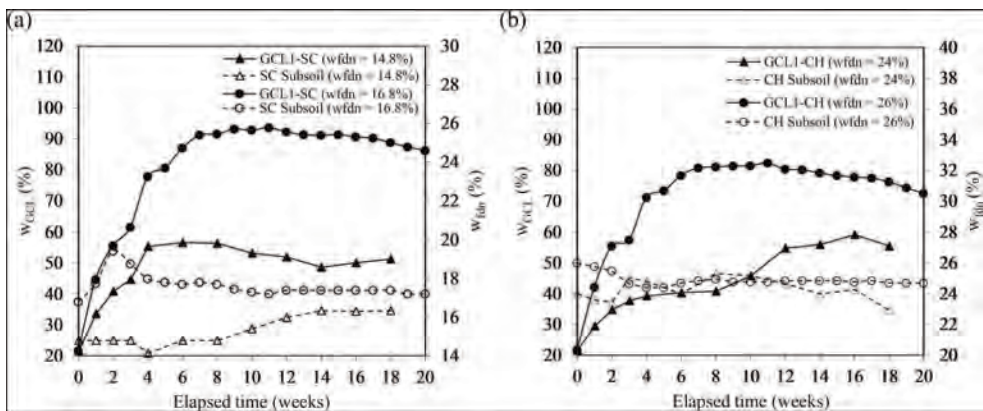 (a)
120
110
100
90
80
70
60
50
40
30
20
w_GCL (%)
30
28
26
24
22
20
18
16
14
w_fdn (%)
GCL1-SC (wfdn = 14.8%)
SC Subsoil (wfdn = 14.8%)
GCL1-SC (wfdn = 16.8%)
SC Subsoil (wfdn = 16.8%)
0 2 4 6 8 10 12 14 16 18 20
Elapsed time (weeks)
(b)
120
110
100
90
80
70
60
50
40
30
20
w_GCL (%)
40
38
36
34
32
30
28
26
24
22
20
w_fdn (%)
GCL1-CH (wfdn = 24%)
CH Subsoil (wfdn = 24%)
GCL1-CH (wfdn = 26%)
CH Subsoil (wfdn = 26%)
0 2 4 6 8 10 12 14 16 18 20
Elapsed time (weeks)